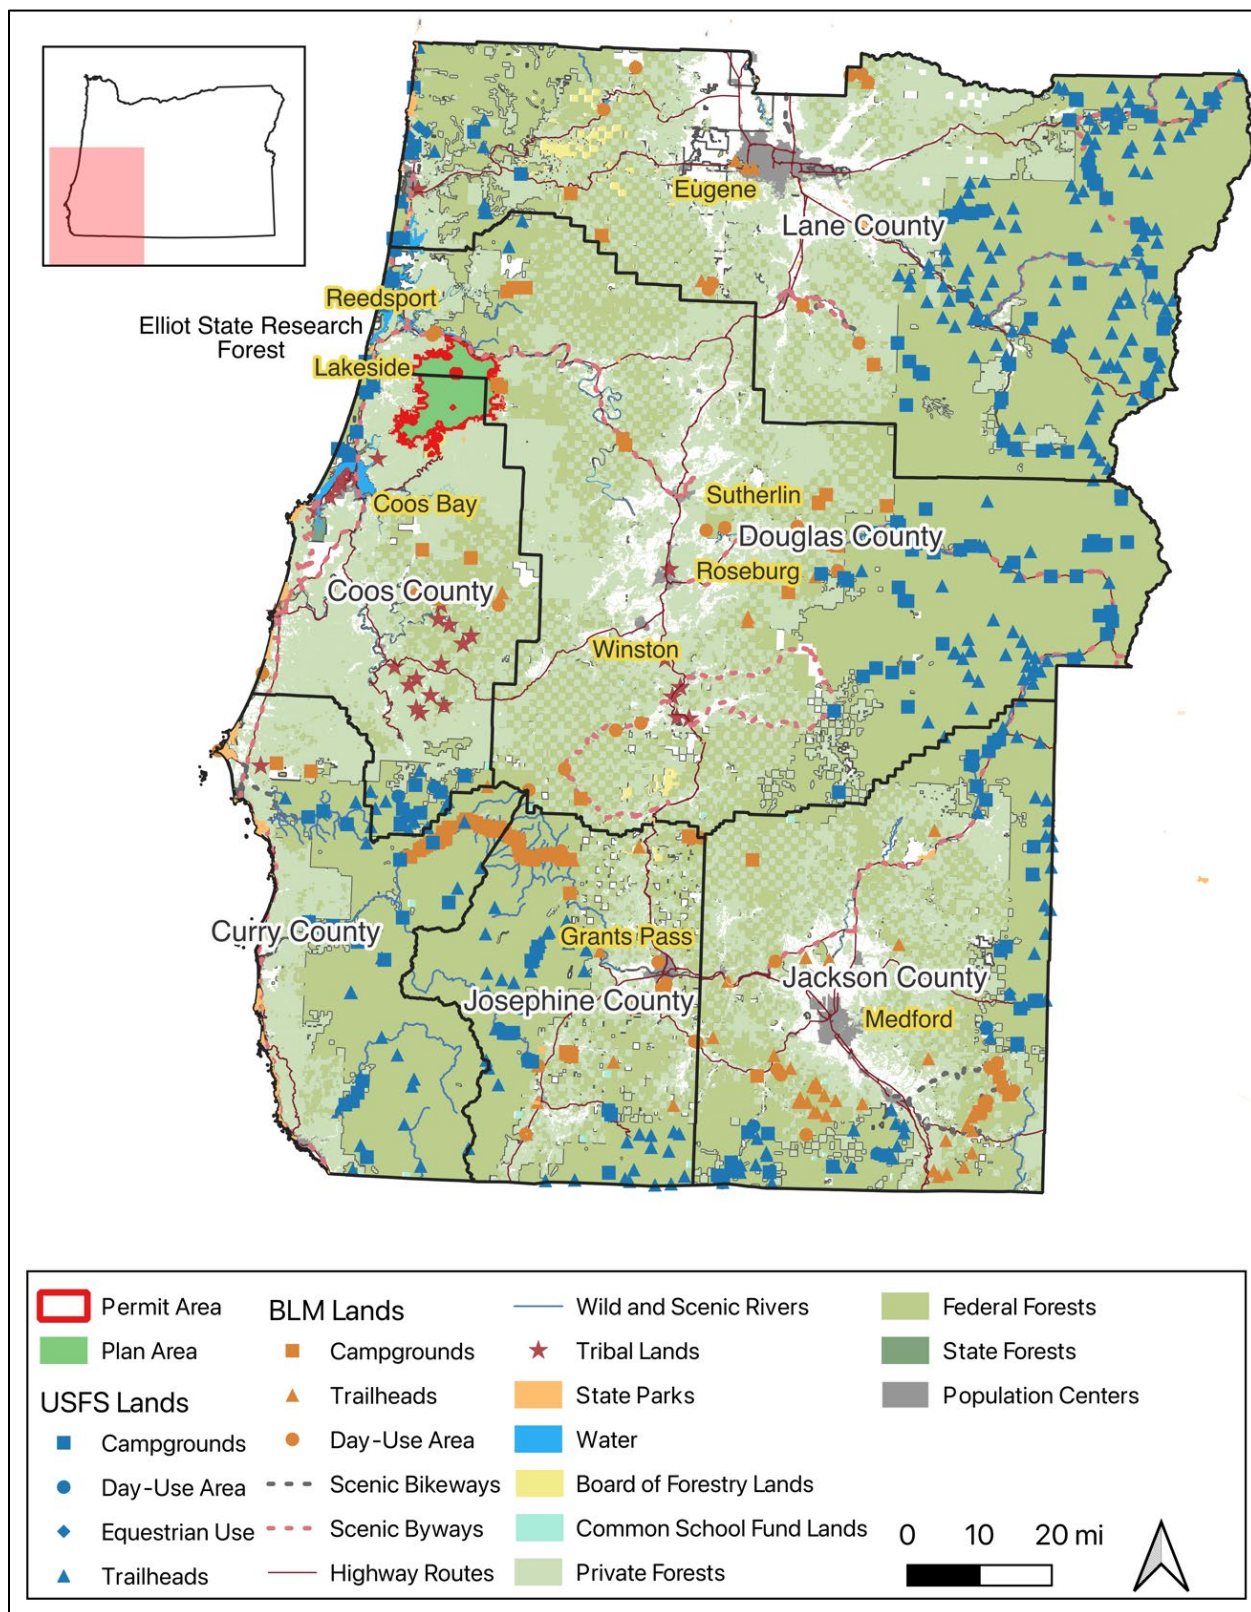 Eugene
Lane County
Reedsport
Elliot State Research
Forest
Lakeside
Coos Bay
Sutherlin
Douglas County
Roseburg
Coos County
Winston
Curry County
Grants Pass
Josephine County
Jackson County
Medford
Permit Area
Plan Area
USFS Lands
Campgrounds
Day-Use Area
Equestrian Use
Trailheads
BLM Lands
Campgrounds
Trailheads
Day-Use Area
Scenic Bikeways
Scenic Byways
Highway Routes
Wild and Scenic Rivers
Tribal Lands
State Parks
Water
Board of Forestry Lands
Common School Fund Lands
Private Forests
Federal Forests
State Forests
Population Centers
0 10 20 mi